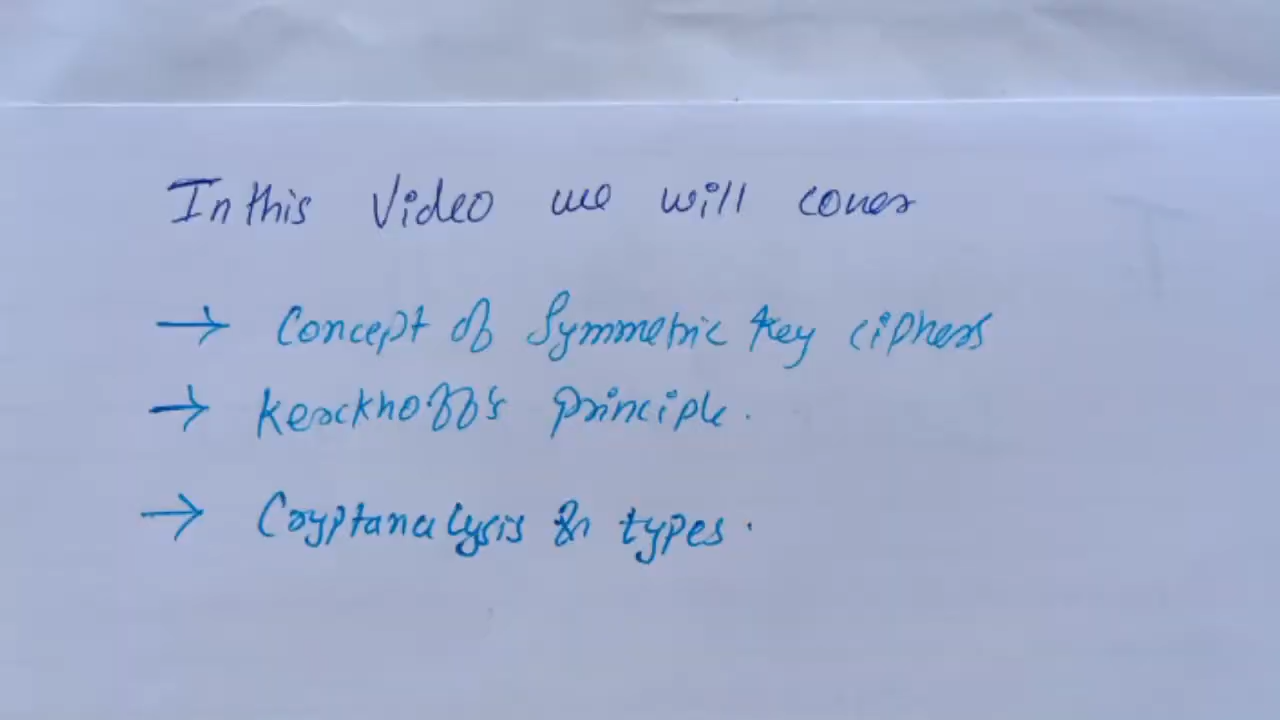 In this Video we will cover
→ Concept of Symmetric key ciphers
→ Kerckhoff's principle.
→ Cryptanalysis & types.